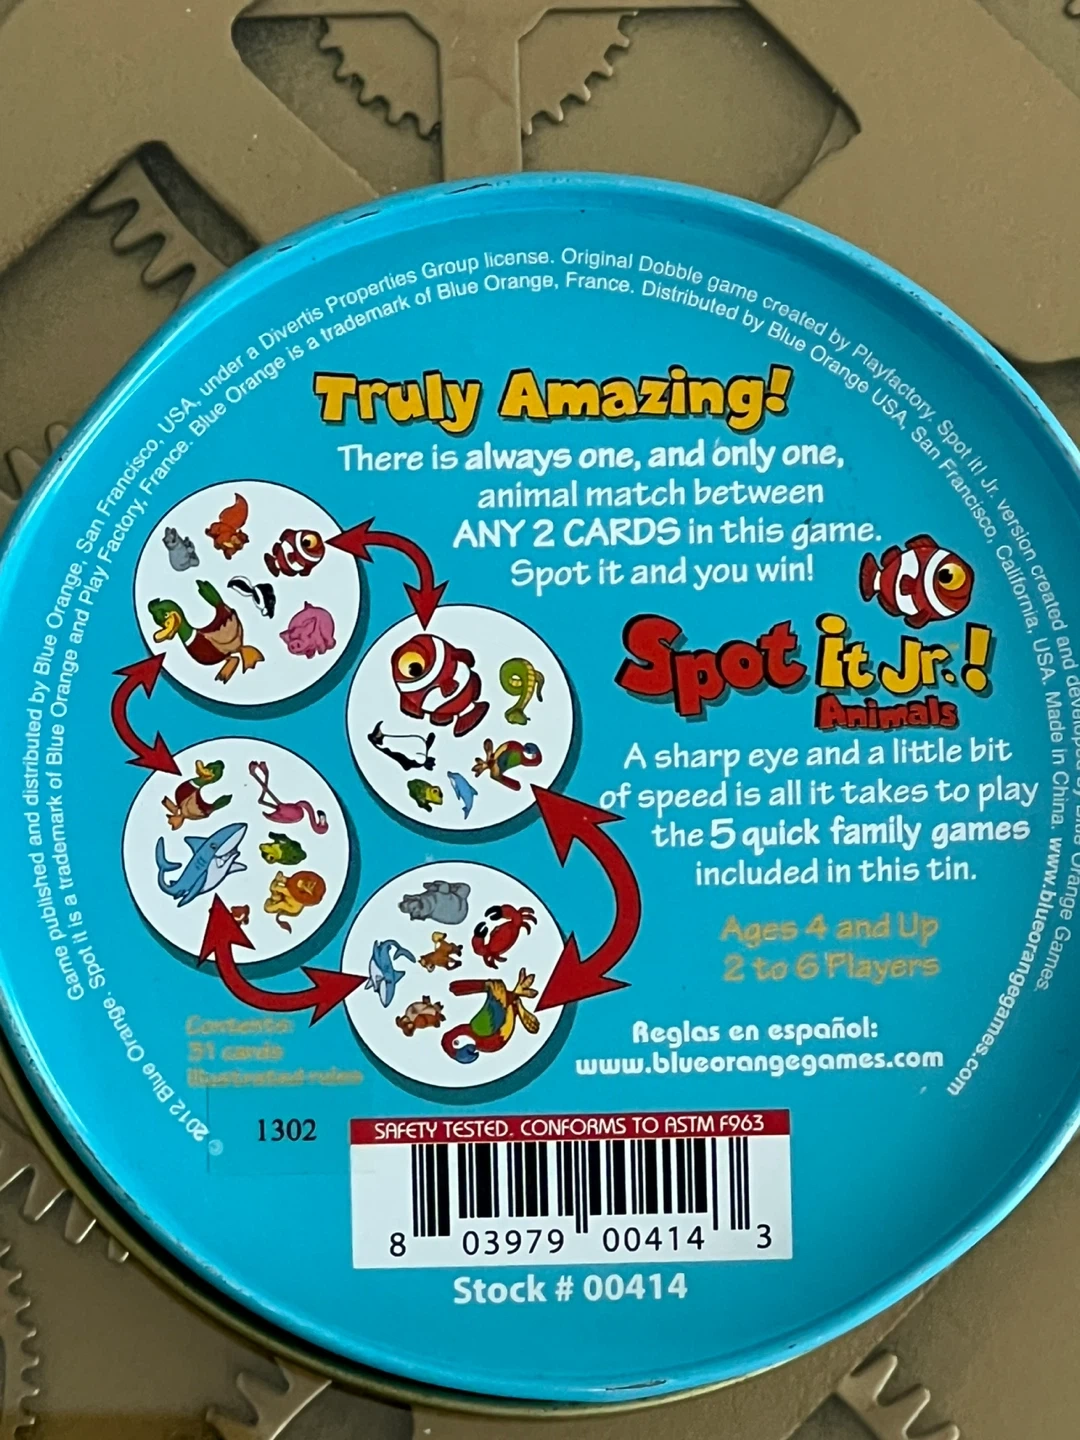 Game published and distributed by Blue Orange, San Francisco, USA, under a Divertis Properties Group license. Original Dobble game created by Playfactory. Spot it! Jr. version created and developed by Blue Orange Games.
© 2012 Blue Orange. Spot it is a trademark of Blue Orange and Play Factory, France. Blue Orange is a trademark of Blue Orange, France. Distributed by Blue Orange USA, San Francisco, California, USA. Made in China. www.blueorangegames.com
Truly Amazing!
There is always one, and only one,
animal match between
ANY 2 CARDS in this game.
Spot it and you win!
Spot it Jr.!
Animals
A sharp eye and a little bit
of speed is all it takes to play
the 5 quick family games
included in this tin.
Ages 4 and Up
2 to 6 Players
Contents:
31 cards
Illustrated rules
Reglas en español:
www.blueorangegames.com
1302
SAFETY TESTED. CONFORMS TO ASTM F963
8 03979 00414 3
Stock # 00414